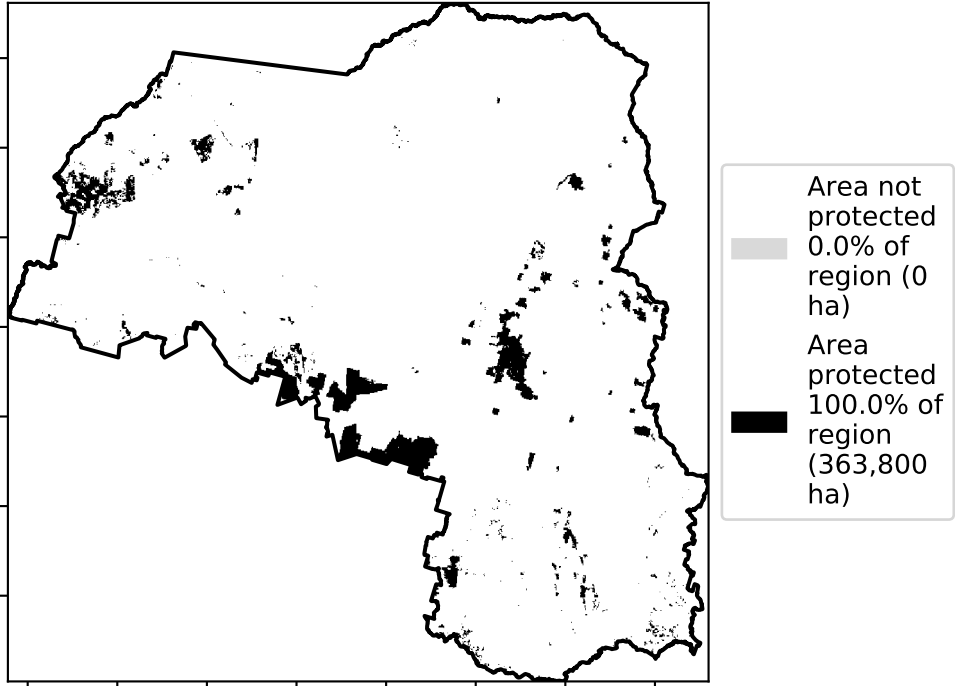 Area not
protected
0.0% of
region (0
ha)
Area
protected
100.0% of
region
(363,800
ha)